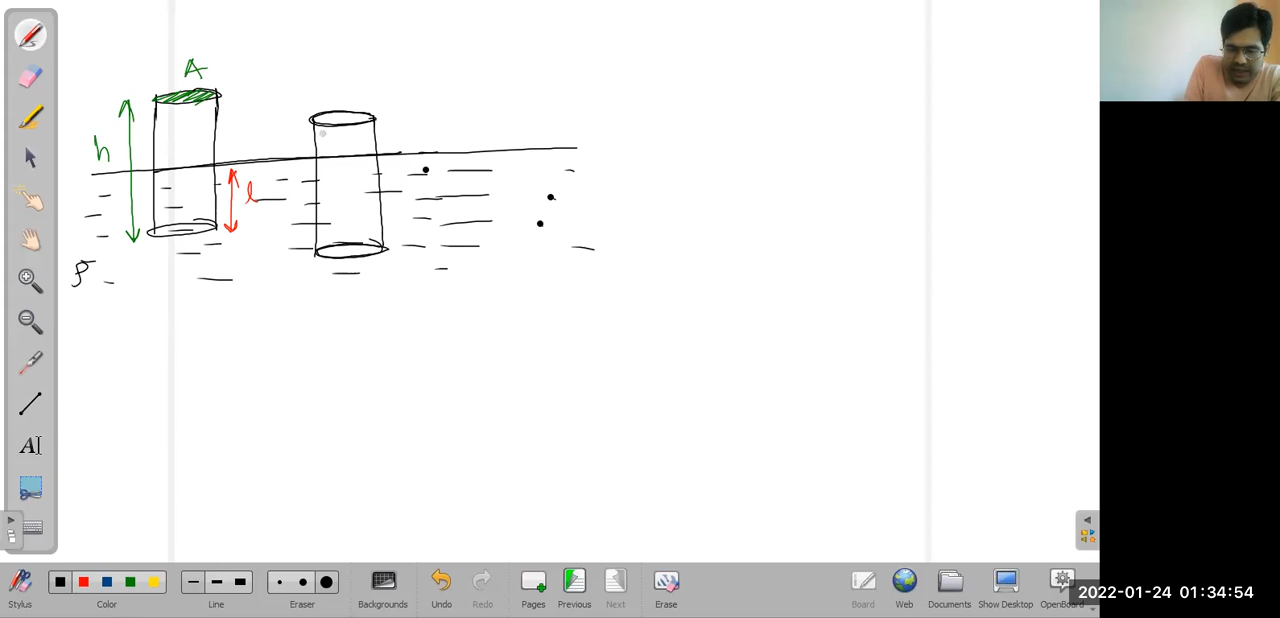 A
h
l
ρ
A
Stylus
Color
Line
Eraser
Backgrounds
Undo
Redo
Pages
Previous
Next
Erase
Board
Web
Documents
Show Desktop
OpenBoard
2022-01-24 01:34:54